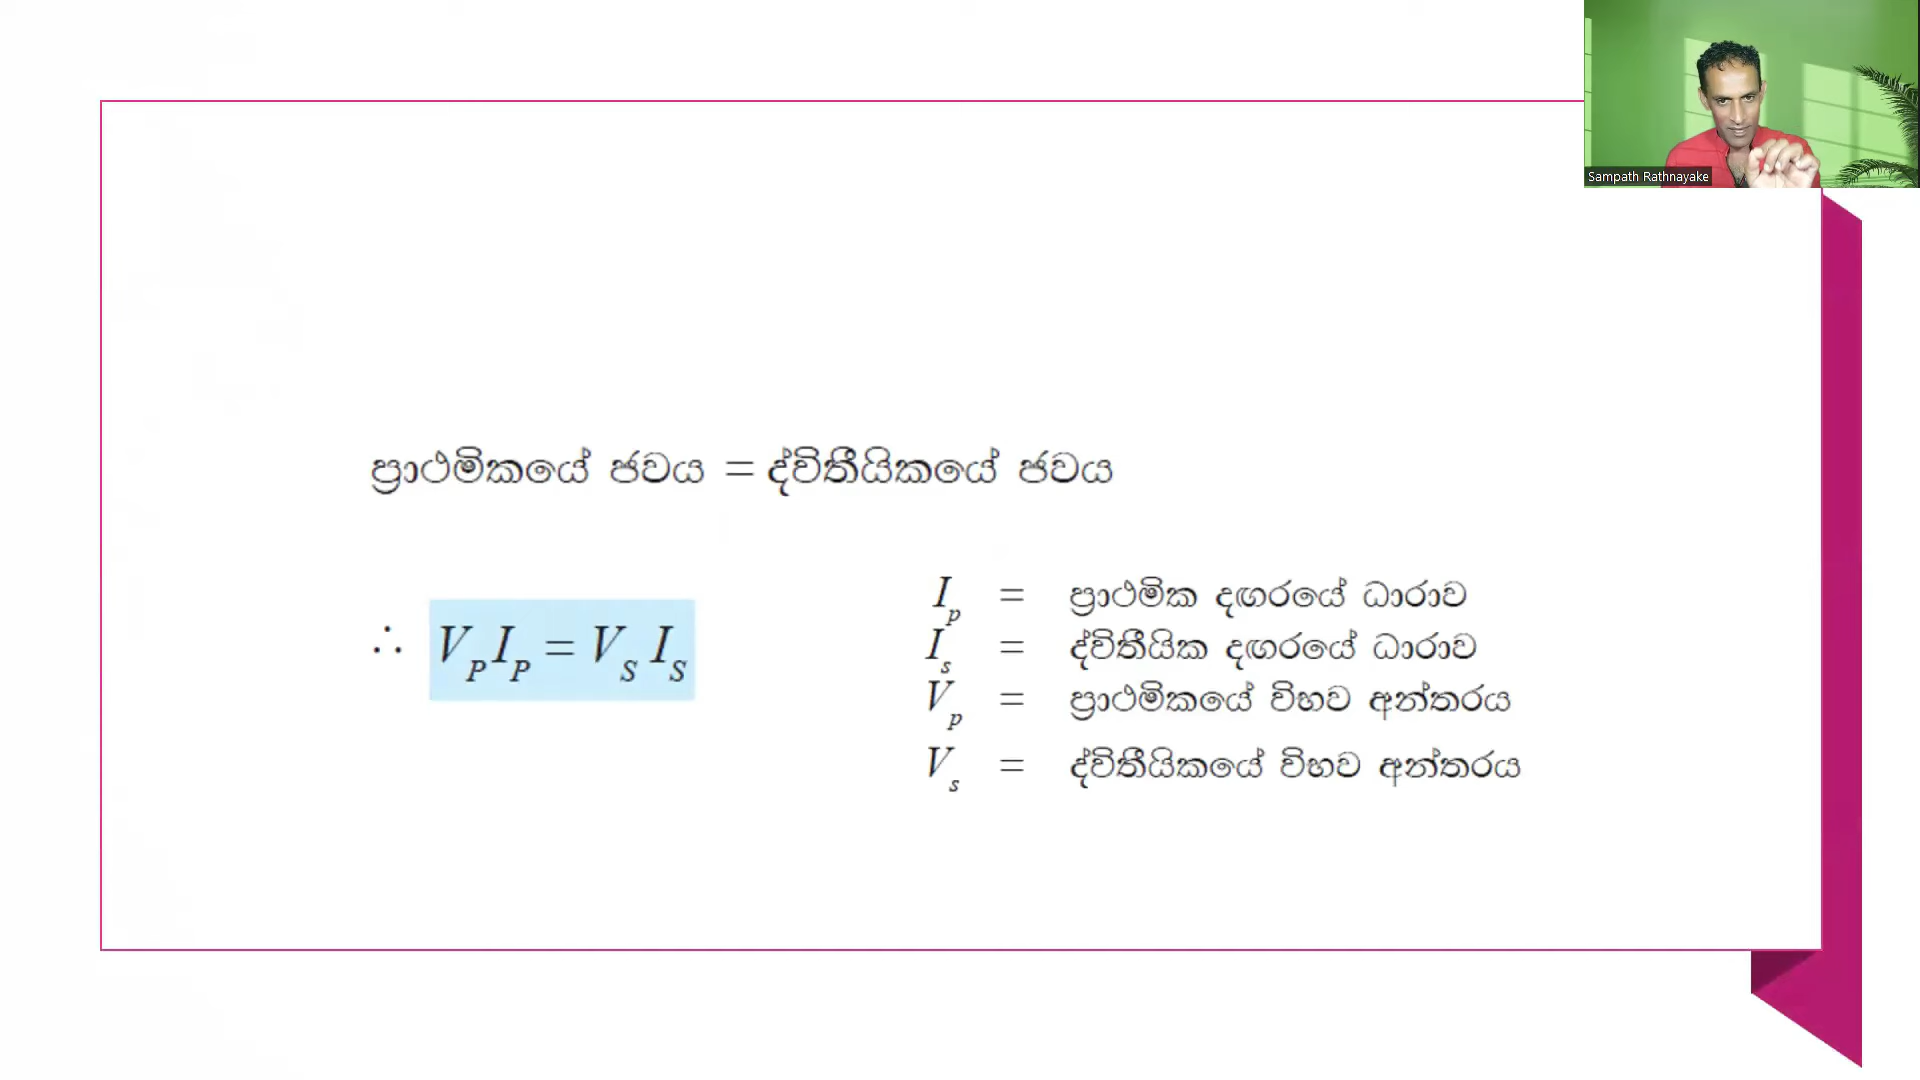 Sampath Rathnayake
ප්‍රාථමිකයේ ජවය = ද්විතීයිකයේ ජවය
∴ V_P I_P = V_S I_S
I_p = ප්‍රාථමික දඟරයේ ධාරාව
I_s = ද්විතීයික දඟරයේ ධාරාව
V_p = ප්‍රාථමිකයේ විභව අන්තරය
V_s = ද්විතීයිකයේ විභව අන්තරය